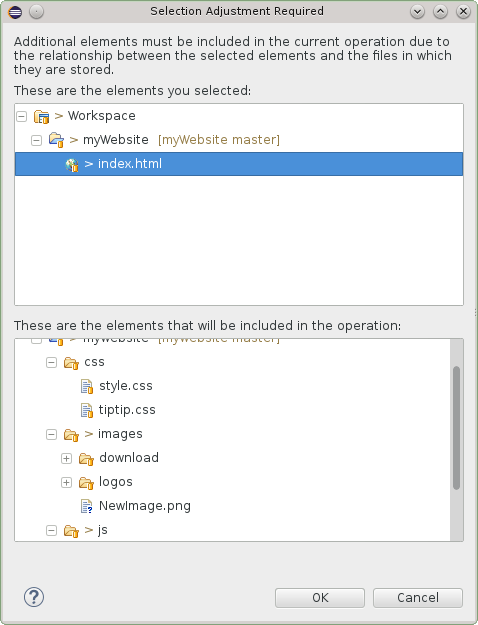 Selection Adjustment Required
Additional elements must be included in the current operation due to
the relationship between the selected elements and the files in which
they are stored.
These are the elements you selected:
> Workspace
> myWebsite [myWebsite master]
> index.html
These are the elements that will be included in the operation:
> myWebsite [myWebsite master]
css
style.css
tiptip.css
> images
download
logos
NewImage.png
> js
?
OK
Cancel